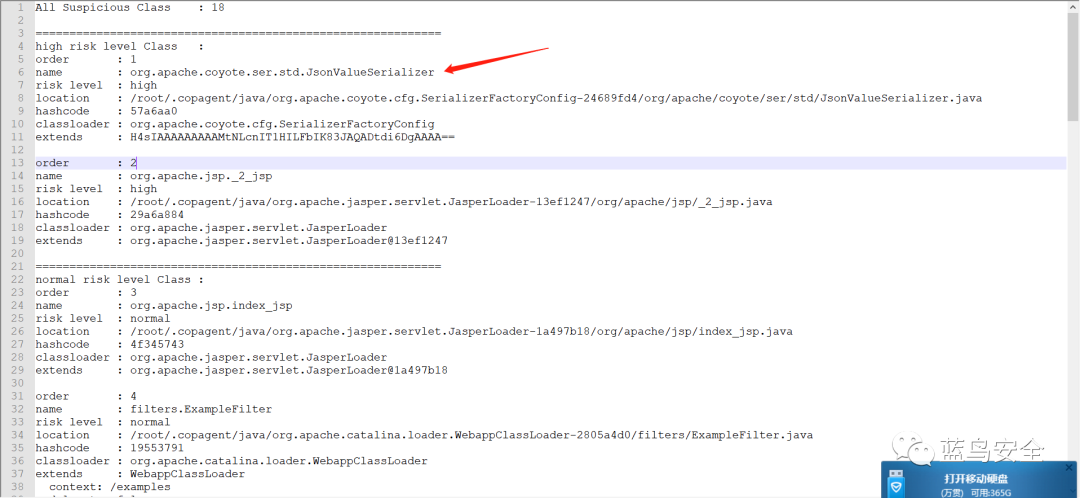 1 All Suspicious Class : 18
2
3 ============================================================
4 high risk level Class :
5 order : 1
6 name : org.apache.coyote.ser.std.JsonValueSerializer
7 risk level : high
8 location : /root/.copagent/java/org.apache.coyote.cfg.SerializerFactoryConfig-24689fd4/org/apache/coyote/ser/std/JsonValueSerializer.java
9 hashcode : 57a6aa0
10 classloader : org.apache.coyote.cfg.SerializerFactoryConfig
11 extends : H4sIAAAAAAAAAMtNLcnIT1HILFbIK83JAQADtdi6DgAAAA==
12
13 order : 2
14 name : org.apache.jsp._2_jsp
15 risk level : high
16 location : /root/.copagent/java/org.apache.jasper.servlet.JasperLoader-13ef1247/org/apache/jsp/_2_jsp.java
17 hashcode : 29a6a884
18 classloader : org.apache.jasper.servlet.JasperLoader
19 extends : org.apache.jasper.servlet.JasperLoader@13ef1247
20
21 ============================================================
22 normal risk level Class :
23 order : 3
24 name : org.apache.jsp.index_jsp
25 risk level : normal
26 location : /root/.copagent/java/org.apache.jasper.servlet.JasperLoader-1a497b18/org/apache/jsp/index_jsp.java
27 hashcode : 4f345743
28 classloader : org.apache.jasper.servlet.JasperLoader
29 extends : org.apache.jasper.servlet.JasperLoader@1a497b18
30
31 order : 4
32 name : filters.ExampleFilter
33 risk level : normal
34 location : /root/.copagent/java/org.apache.catalina.loader.WebappClassLoader-2805a4d0/filters/ExampleFilter.java
35 hashcode : 19553791
36 classloader : org.apache.catalina.loader.WebappClassLoader
37 extends : WebappClassLoader
38 context: /examples
蓝鸟安全
打开移动硬盘
(万贯) 可用:365G